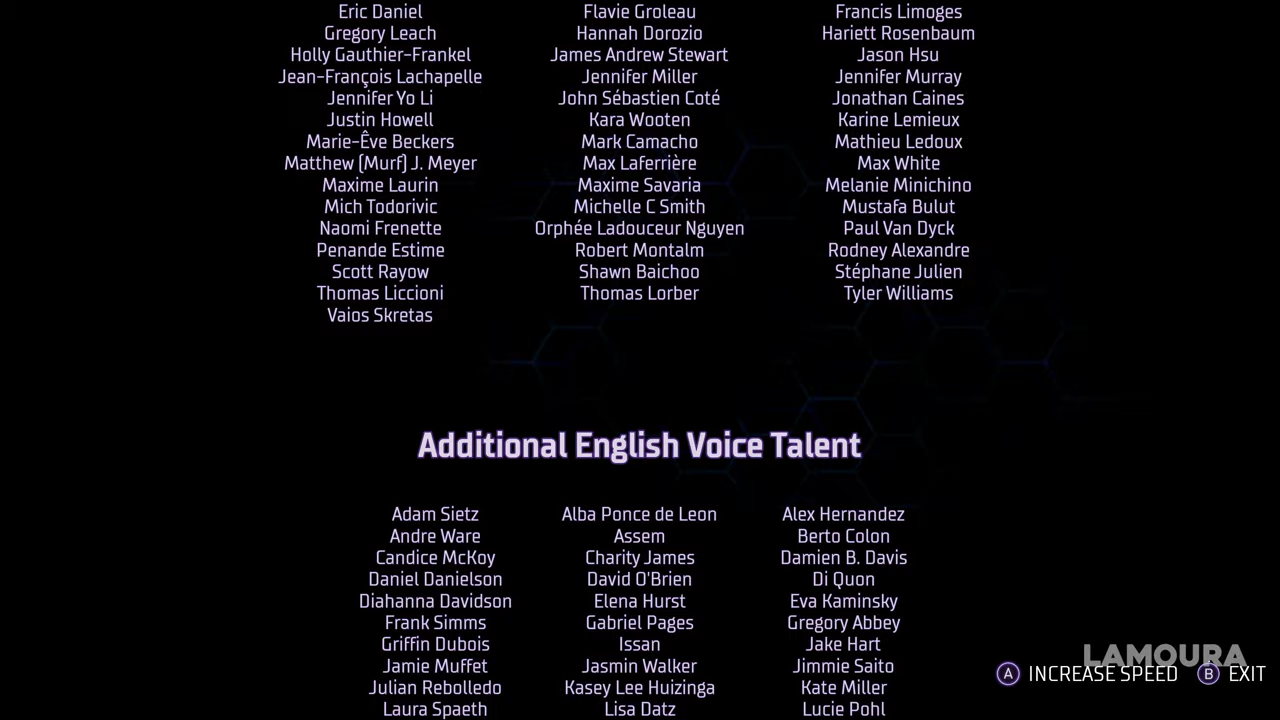 Eric Daniel Flavie Groleau Francis Limoges
Gregory Leach Hannah Dorozio Hariett Rosenbaum
Holly Gauthier-Frankel James Andrew Stewart Jason Hsu
Jean-François Lachapelle Jennifer Miller Jennifer Murray
Jennifer Yo Li John Sébastien Coté Jonathan Caines
Justin Howell Kara Wooten Karine Lemieux
Marie-Êve Beckers Mark Camacho Mathieu Ledoux
Matthew (Murf) J. Meyer Max Laferrière Max White
Maxime Laurin Maxime Savaria Melanie Minichino
Mich Todorivic Michelle C Smith Mustafa Bulut
Naomi Frenette Orphée Ladouceur Nguyen Paul Van Dyck
Penande Estime Robert Montalm Rodney Alexandre
Scott Rayow Shawn Baichoo Stéphane Julien
Thomas Liccioni Thomas Lorber Tyler Williams
Vaios Skretas
Additional English Voice Talent
Adam Sietz Alba Ponce de Leon Alex Hernandez
Andre Ware Assem Berto Colon
Candice McKoy Charity James Damien B. Davis
Daniel Danielson David O'Brien Di Quon
Diahanna Davidson Elena Hurst Eva Kaminsky
Frank Simms Gabriel Pages Gregory Abbey
Griffin Dubois Issan Jake Hart
Jamie Muffet Jasmin Walker Jimmie Saito
Julian Rebolledo Kasey Lee Huizinga Kate Miller
Laura Spaeth Lisa Datz Lucie Pohl
LAMOURA
A INCREASE SPEED B EXIT